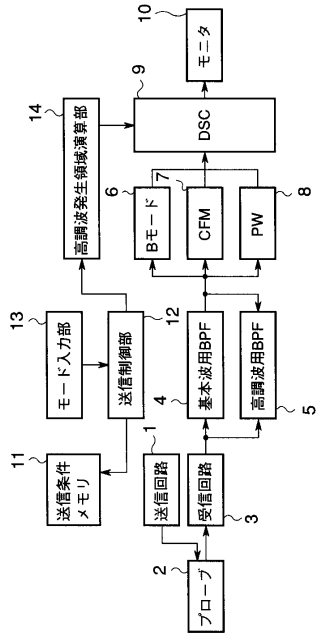 10
モニタ
9
DSC
14
高調波発生領域演算部
6
Bモード
7
CFM
8
PW
13
モード入力部
12
送信制御部
4
基本波用BPF
5
高調波用BPF
11
送信条件
メモリ
1
送信回路
3
受信回路
2
プローブ